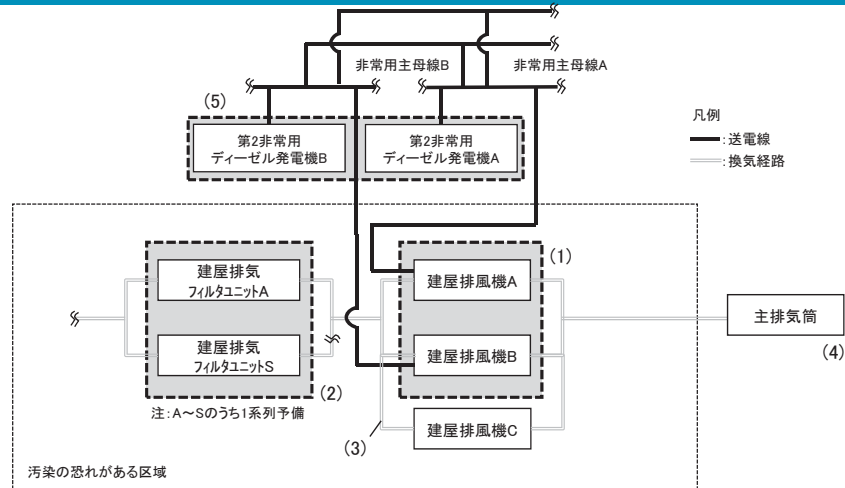 非常用主母線B
非常用主母線A
(5)
凡例
第2非常用
ディーゼル発電機B
第2非常用
ディーゼル発電機A
:送電線
:換気経路
(1)
建屋排気
フィルタユニットA
建屋排風機A
主排気筒
建屋排気
フィルタユニットS
建屋排風機B
(4)
(2)
注:A～Sのうち1系列予備
(3)
建屋排風機C
汚染の恐れがある区域